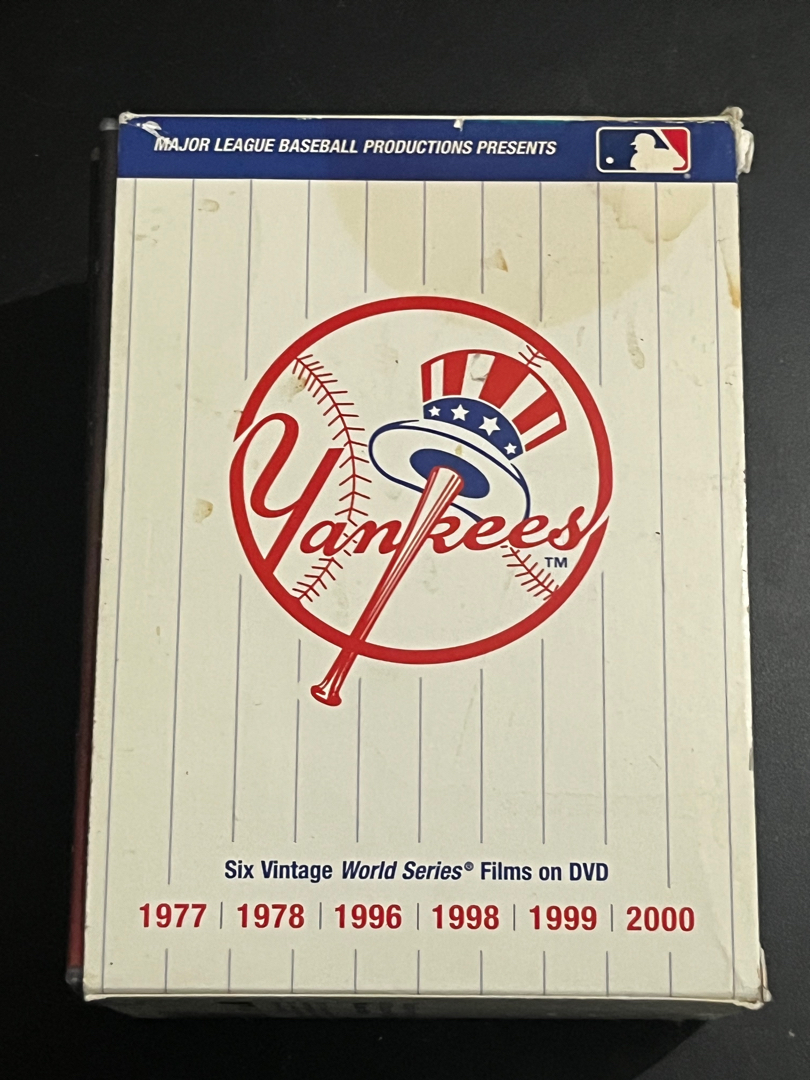 MAJOR LEAGUE BASEBALL PRODUCTIONS PRESENTS
Yankees
TM
Six Vintage World Series® Films on DVD
1977 | 1978 | 1996 | 1998 | 1999 | 2000